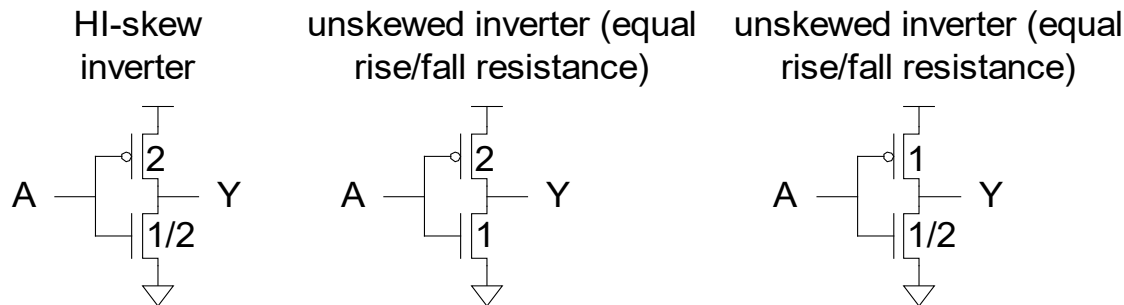 HI-skew
inverter
unskewed inverter (equal
rise/fall resistance)
unskewed inverter (equal
rise/fall resistance)
2
A
Y
1/2
2
A
Y
1
1
A
Y
1/2